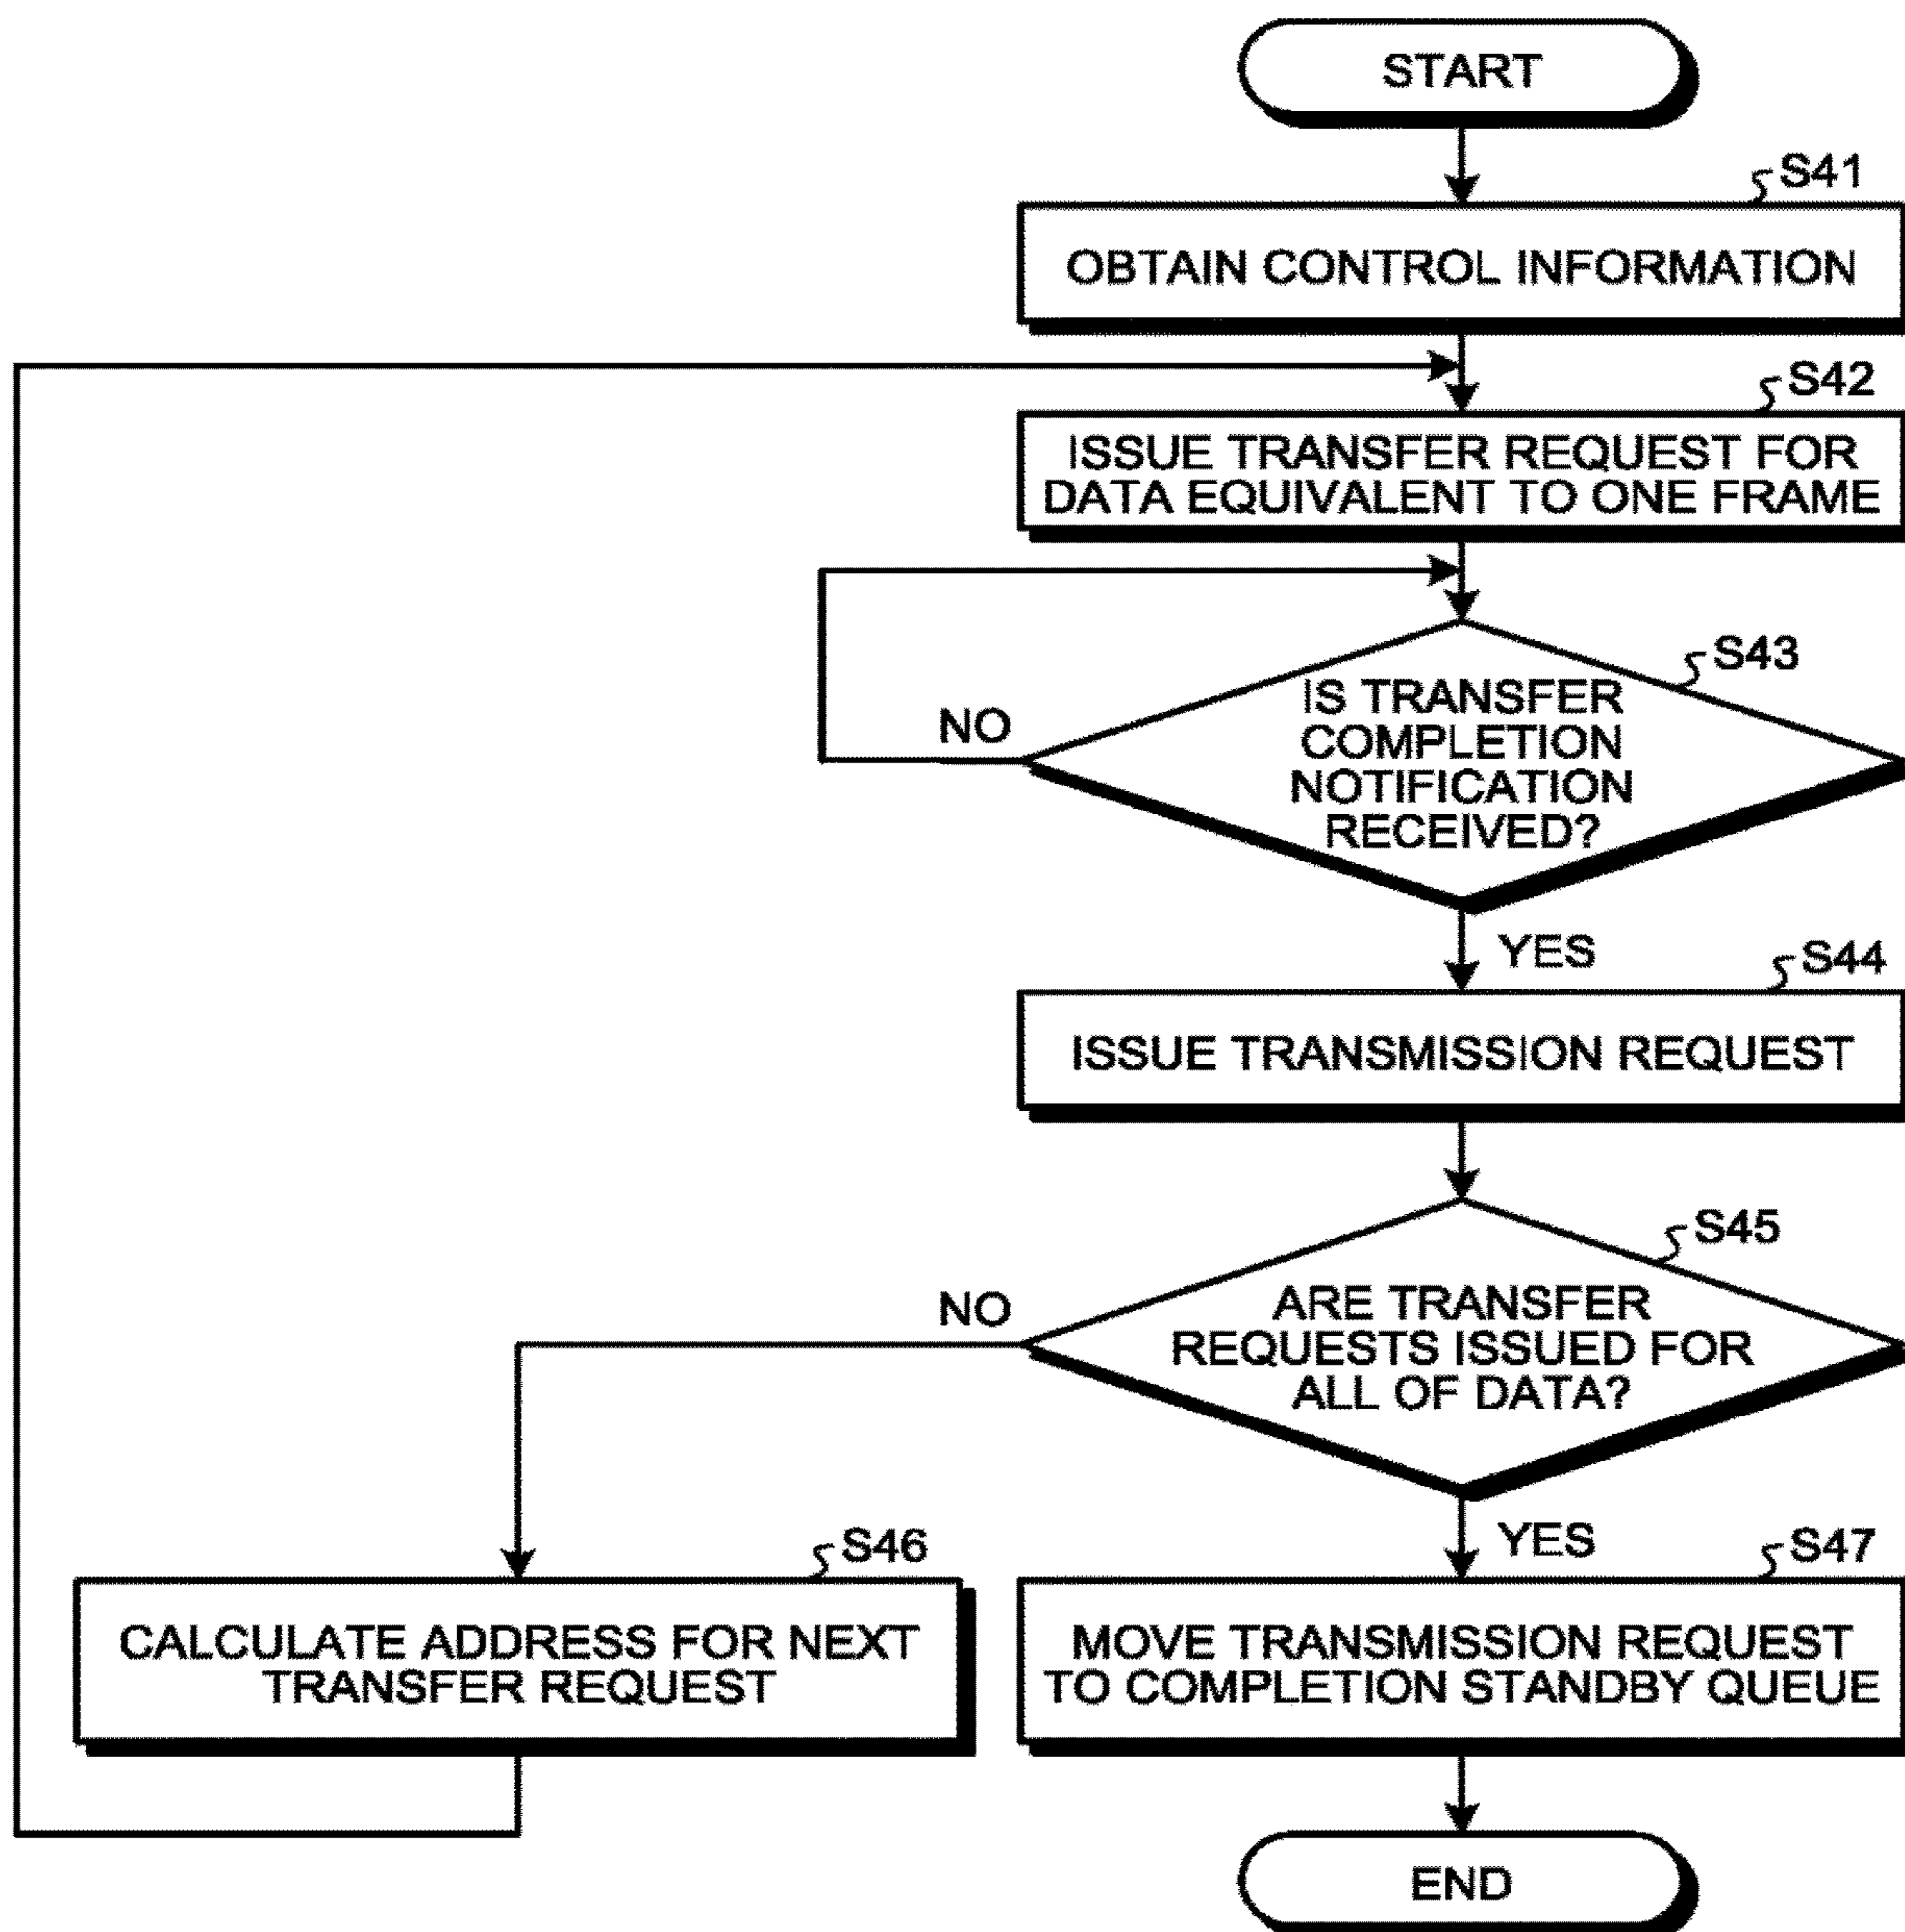 START
S41
OBTAIN CONTROL INFORMATION
S42
ISSUE TRANSFER REQUEST FOR
DATA EQUIVALENT TO ONE FRAME
S43
IS TRANSFER
COMPLETION
NOTIFICATION
RECEIVED?
NO
YES
S44
ISSUE TRANSMISSION REQUEST
S45
ARE TRANSFER
REQUESTS ISSUED FOR
ALL OF DATA?
NO
YES
S46
CALCULATE ADDRESS FOR NEXT
TRANSFER REQUEST
S47
MOVE TRANSMISSION REQUEST
TO COMPLETION STANDBY QUEUE
END